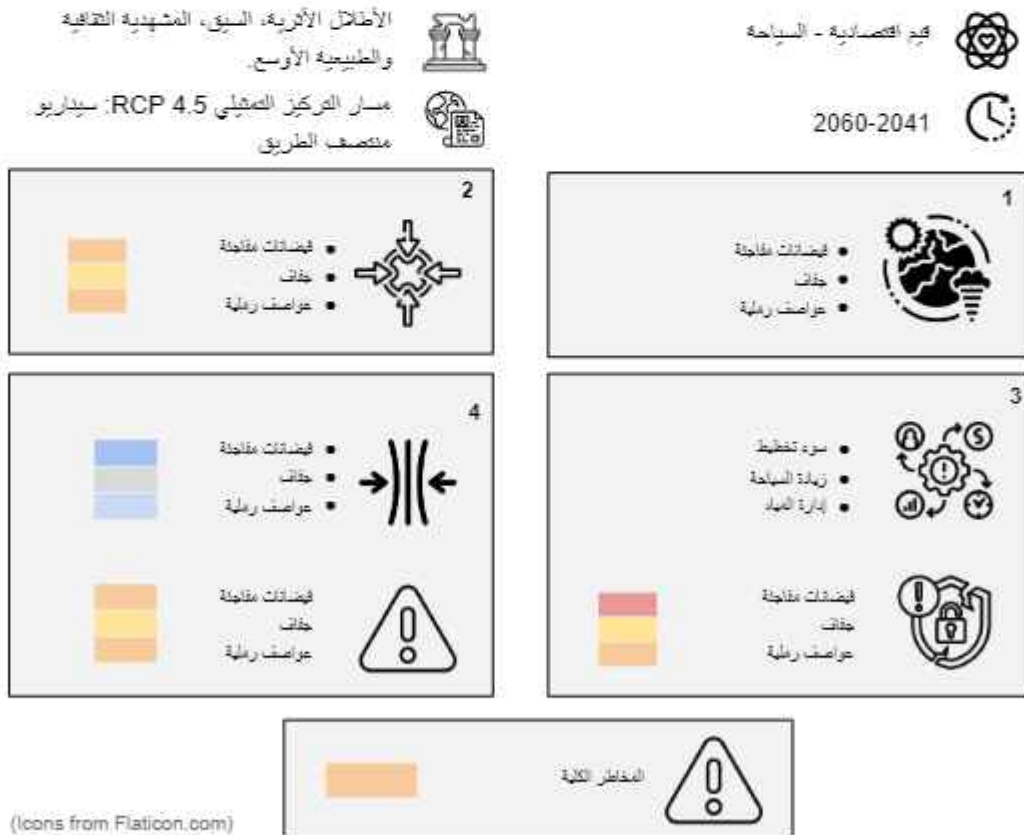 قيم اقتصادية - السياحة
2060-2041
الأطلال الأثرية، السيق، المشهدية الثقافية
والطبيعية الأوسع.
مسار التركيز التمثيلي RCP 4.5: سيناريو
منتصف الطريق
1
• فيضانات مفاجئة
• جفاف
• عواصف رملية
2
• فيضانات مفاجئة
• جفاف
• عواصف رملية
3
• سوء تخطيط
• زيادة السياحة
• إدارة المياه
فيضانات مفاجئة
جفاف
عواصف رملية
4
• فيضانات مفاجئة
• جفاف
• عواصف رملية
فيضانات مفاجئة
جفاف
عواصف رملية
المخاطر الكلية
(Icons from Flaticon.com)